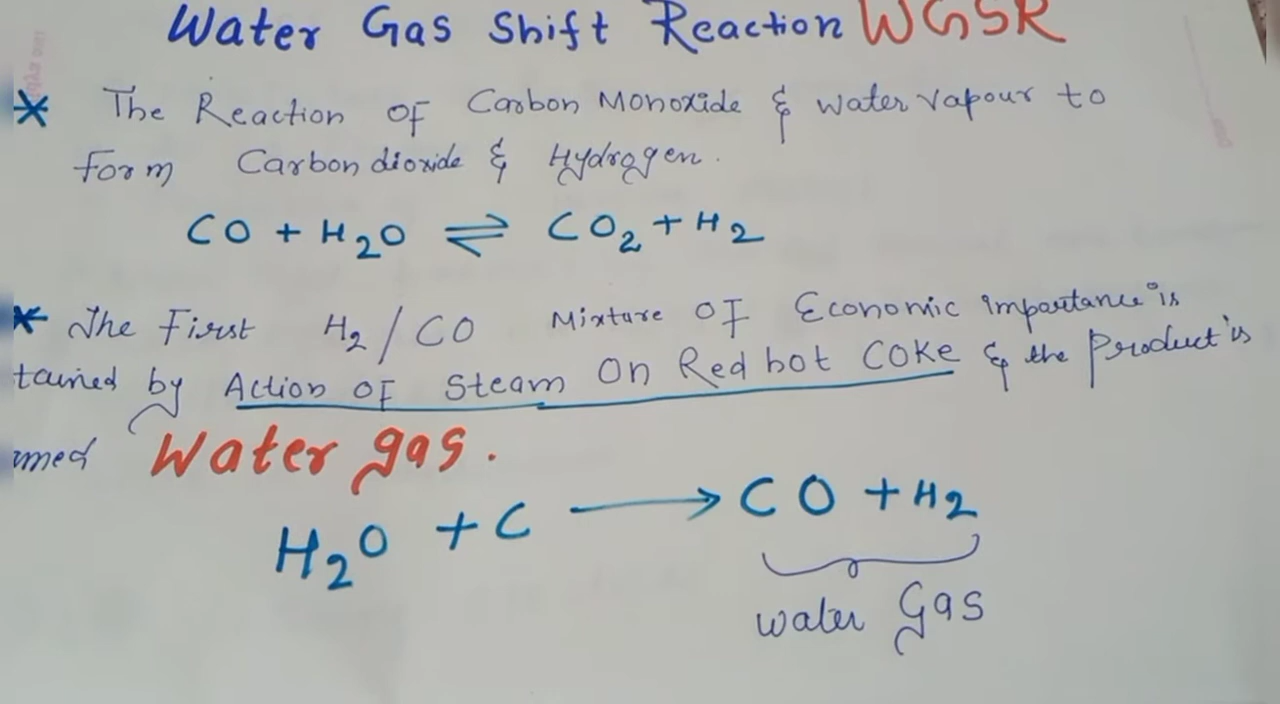 Water Gas Shift Reaction WGSR
* The Reaction OF Carbon Monoxide & water vapour to
Form Carbon dioxide & Hydrogen.
CO + H₂O ⇌ CO₂ + H₂
* The First H₂/CO Mixture OF Economic importance is
tained by Action OF Steam On Red hot COKE & the Product is
med Water gas.
H₂O + C ⟶ CO + H₂
water Gas